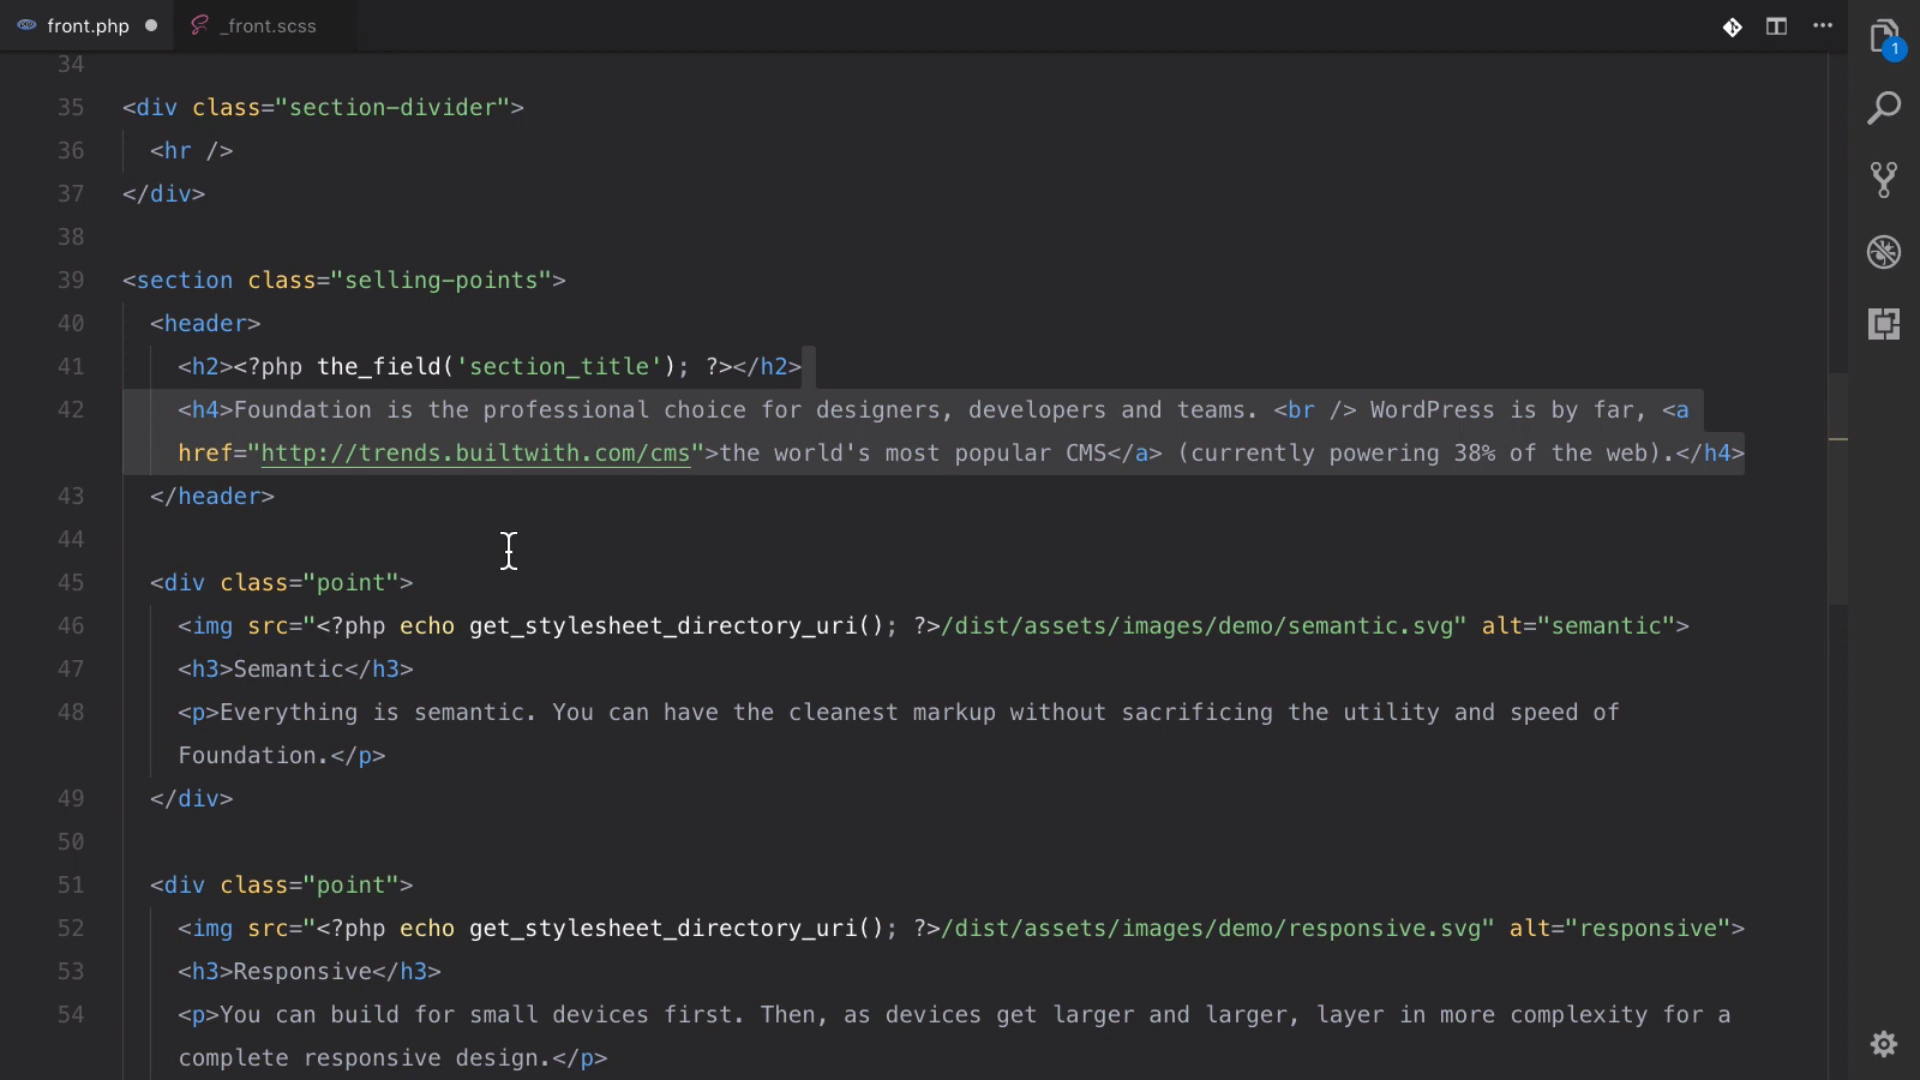 front.php
_front.scss
1
34
35 <div class="section-divider">
36 <hr />
37 </div>
38
39 <section class="selling-points">
40 <header>
41 <h2><?php the_field('section_title'); ?></h2>
42 <h4>Foundation is the professional choice for designers, developers and teams. <br /> WordPress is by far, <a
href="http://trends.builtwith.com/cms">the world's most popular CMS</a> (currently powering 38% of the web).</h4>
43 </header>
44
45 <div class="point">
46 <img src="<?php echo get_stylesheet_directory_uri(); ?>/dist/assets/images/demo/semantic.svg" alt="semantic">
47 <h3>Semantic</h3>
48 <p>Everything is semantic. You can have the cleanest markup without sacrificing the utility and speed of
Foundation.</p>
49 </div>
50
51 <div class="point">
52 <img src="<?php echo get_stylesheet_directory_uri(); ?>/dist/assets/images/demo/responsive.svg" alt="responsive">
53 <h3>Responsive</h3>
54 <p>You can build for small devices first. Then, as devices get larger and larger, layer in more complexity for a
complete responsive design.</p>